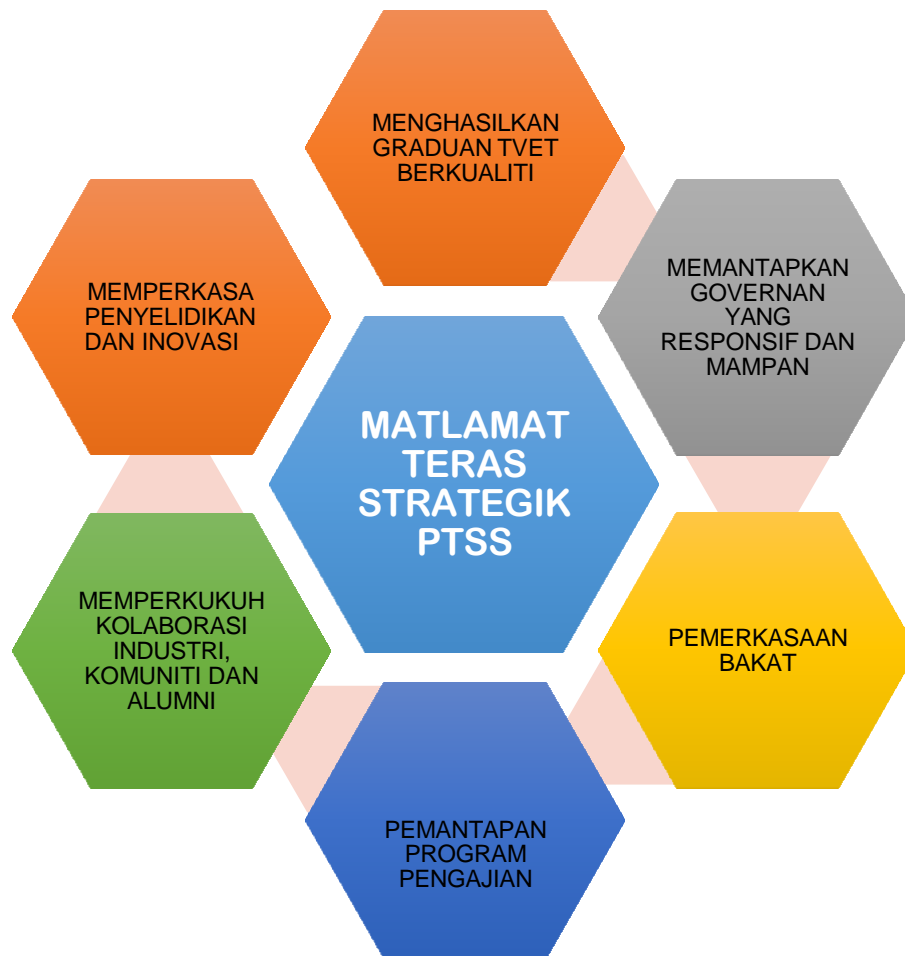 MENGHASILKAN
GRADUAN TVET
BERKUALITI
MEMANTAPKAN
GOVERNAN
YANG
RESPONSIF DAN
MAMPAN
PEMERKASAAN
BAKAT
PEMANTAPAN
PROGRAM
PENGAJIAN
MEMPERKUKUH
KOLABORASI
INDUSTRI,
KOMUNITI DAN
ALUMNI
MEMPERKASA
PENYELIDIKAN
DAN INOVASI
MATLAMAT
TERAS
STRATEGIK
PTSS